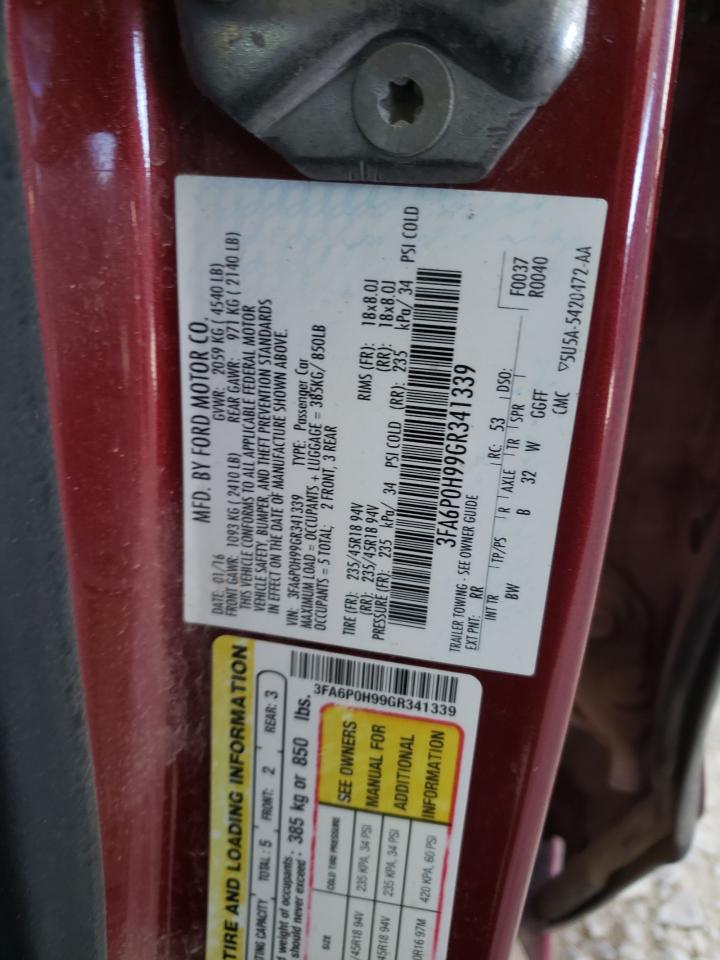 MFD. BY FORD MOTOR CO.
DATE: 01/16 GVWR: 2059 KG ( 4540 LB)
FRONT GAWR: 1093 KG ( 2410 LB) REAR GAWR: 971 KG ( 2140 LB)
THIS VEHICLE CONFORMS TO ALL APPLICABLE FEDERAL MOTOR
VEHICLE SAFETY, BUMPER, AND THEFT PREVENTION STANDARDS
IN EFFECT ON THE DATE OF MANUFACTURE SHOWN ABOVE.
VIN: 3FA6P0H99GR341339 TYPE: Passenger Car
MAXIMUM LOAD = OCCUPANTS + LUGGAGE = 385KG/ 850LB
OCCUPANTS = 5 TOTAL; 2 FRONT, 3 REAR
TIRE (FR): 235/45R18 94V RIMS (FR): 18x8.0J
(RR): 235/45R18 94V (RR): 18x8.0J
PRESSURE (FR): 235 kPa/ 34 PSI COLD (RR): 235 kPa/ 34 PSI COLD
3FA6P0H99GR341339
TRAILER TOWING - SEE OWNER GUIDE
EXT PNT: RR RC: 53 DSO: F0037
R0040
INT TR TP/PS R AXLE TR SPR
BW B 32 W I GGFF
CMC ▽5U5A-5420472-AA
TIRE AND LOADING INFORMATION
TING CAPACITY TOTAL: 5 FRONT: 2 REAR: 3
d weight of occupants
should never exceed: 385 kg or 850 lbs.
3FA6P0H99GR341339
SIZE COLD TIRE PRESSURE SEE OWNERS
/45R18 94V 235 KPA, 34 PSI MANUAL FOR
/45R18 94V 235 KPA, 34 PSI ADDITIONAL
0R16 97M 420 KPA, 60 PSI INFORMATION